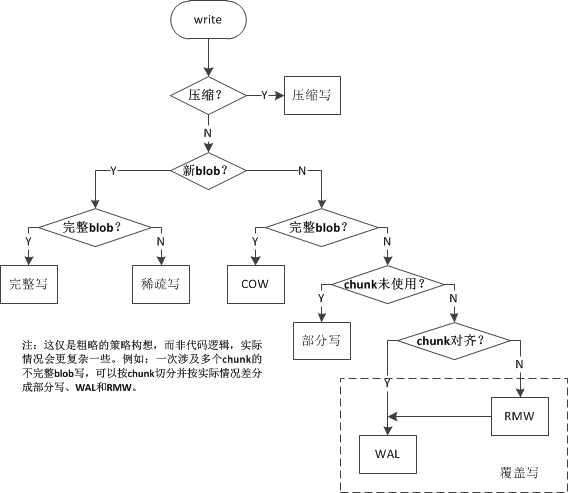 write
压缩？
Y
压缩写
N
新blob？
Y
N
完整blob？
完整blob？
Y
N
Y
N
完整写
稀疏写
COW
chunk未使用？
Y
N
部分写
chunk对齐？
注：这仅是粗略的策略构想，而非代码逻辑，实际
情况会更复杂一些。例如：一次涉及多个chunk的
不完整blob写，可以按chunk切分并按实际情况差分
成部分写、WAL和RMW。
Y
N
RMW
WAL
覆盖写